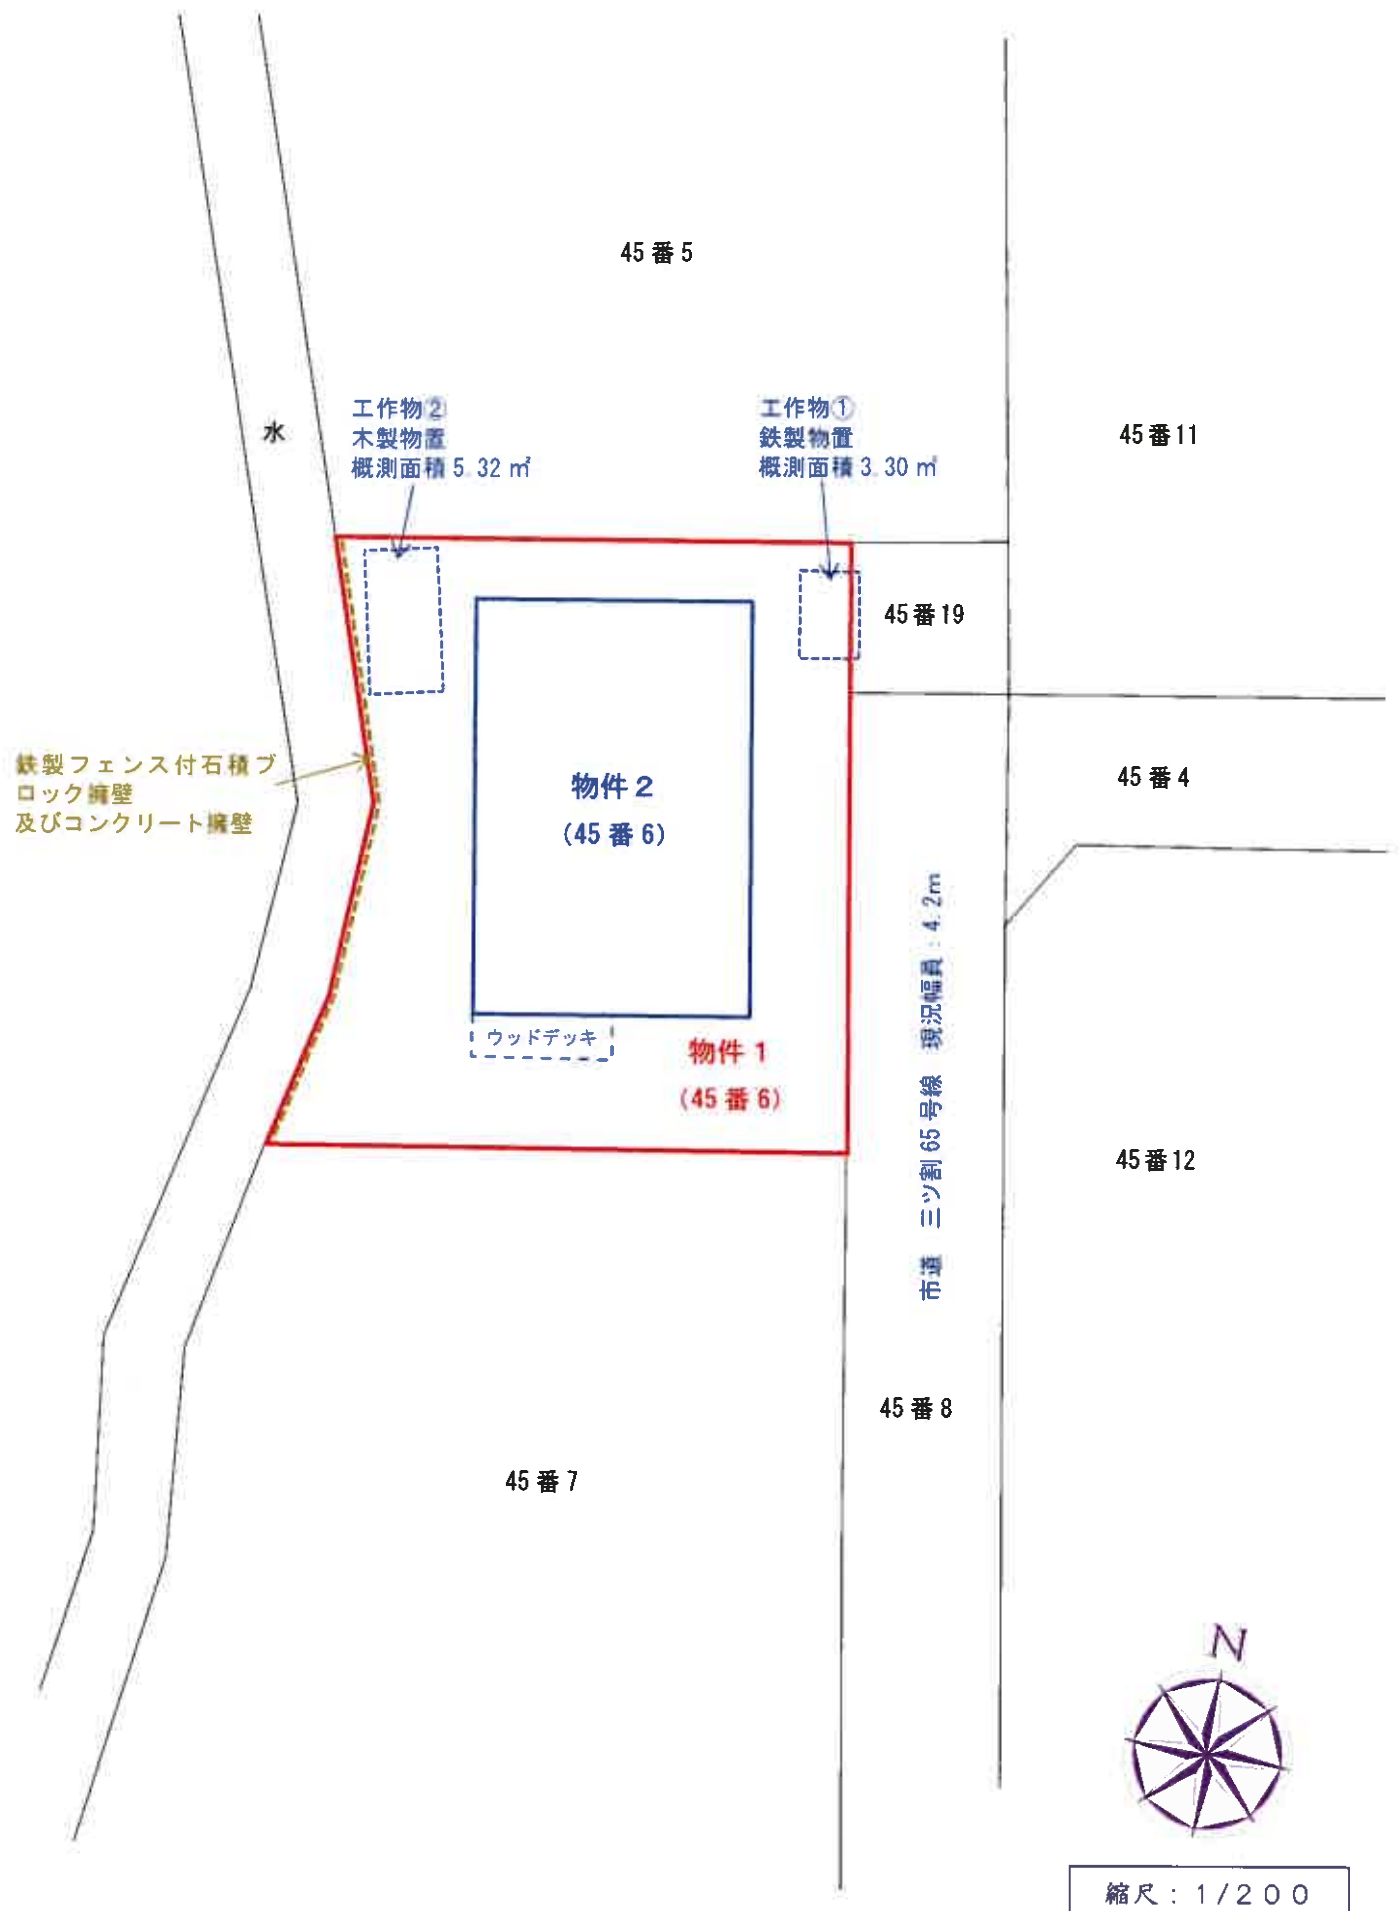 45番5
水
工作物②
木製物置
概測面積 5.32 ㎡
工作物①
鉄製物置
概測面積 3.30 ㎡
45番11
45番19
鉄製フェンス付石積ブ
ロック擁壁
及びコンクリート擁壁
物件2
(45番6)
45番4
市道 三ツ割65号線 現況幅員:4.2m
ウッドデッキ
物件1
(45番6)
45番12
45番8
45番7
N
縮尺:1/200